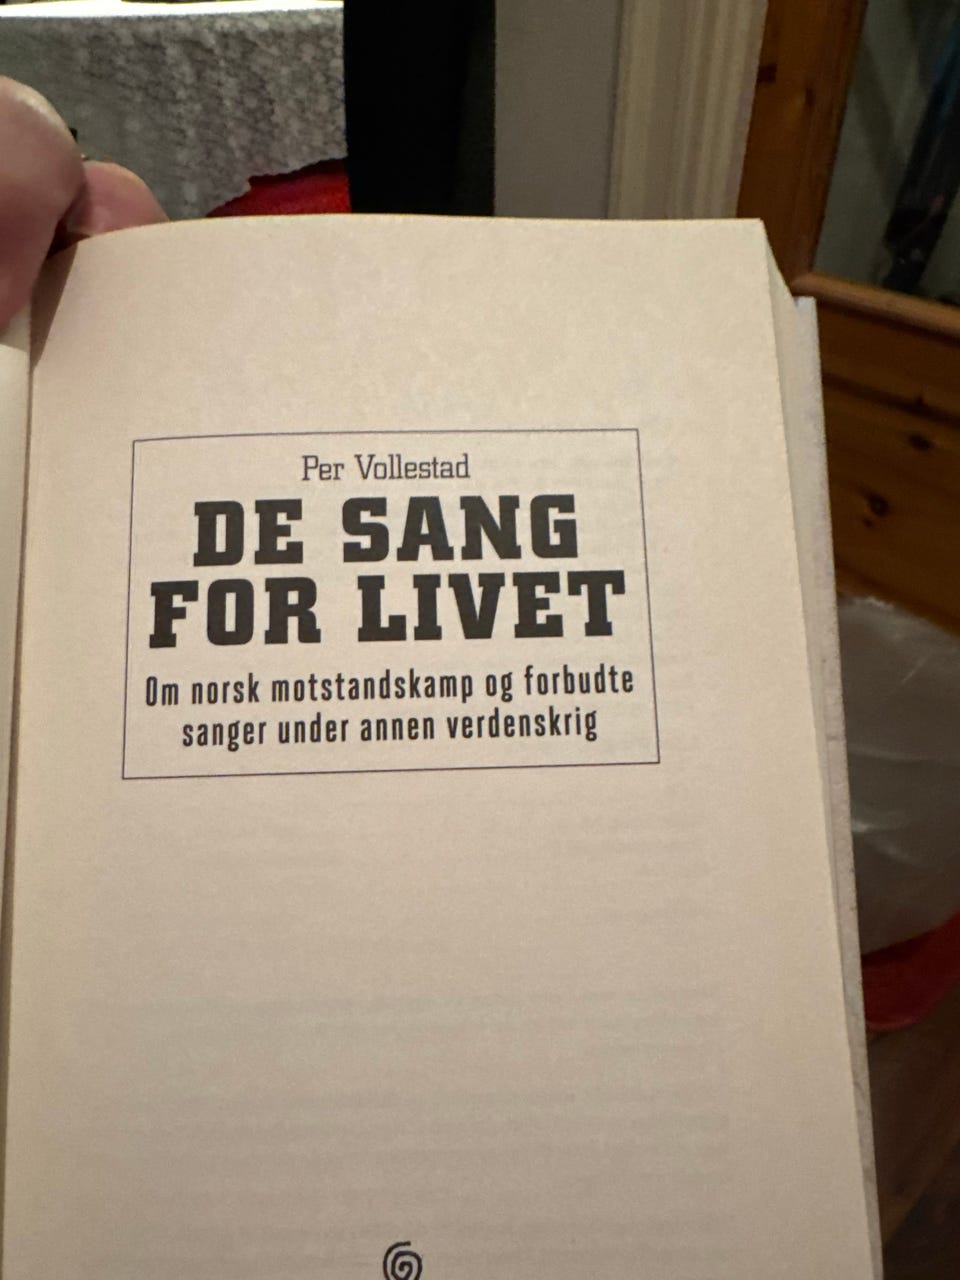 Per Vollestad
DE SANG
FOR LIVET
Om norsk motstandskamp og forbudte
sanger under annen verdenskrig